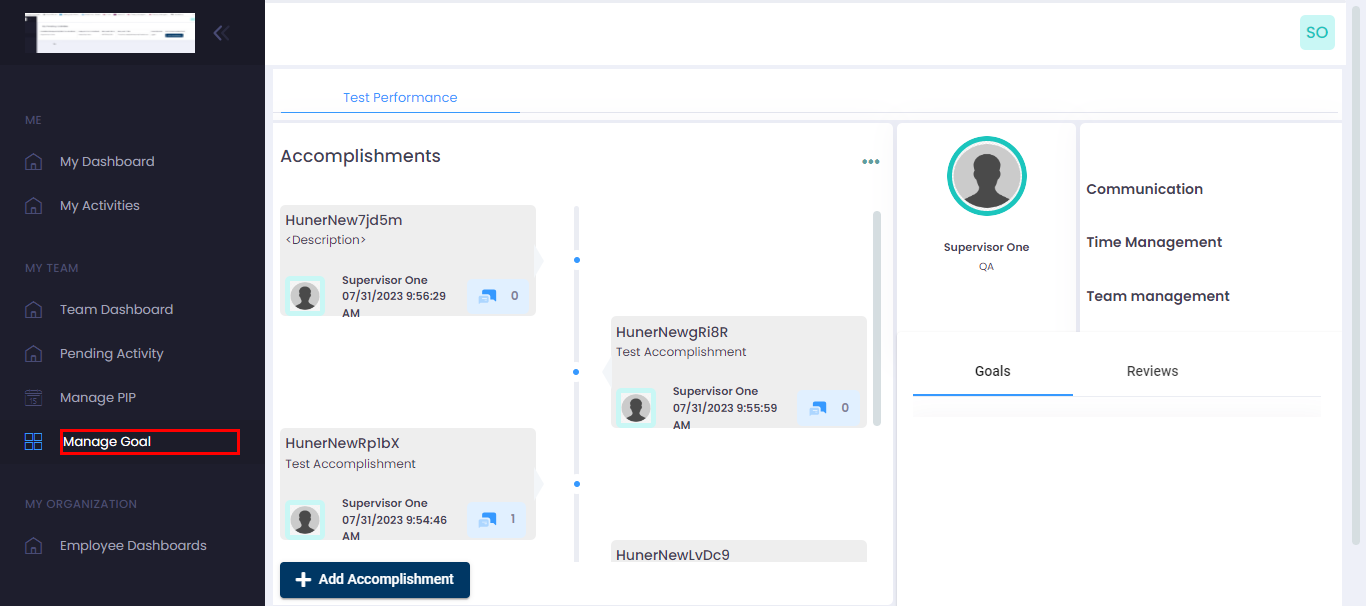 SO
ME
My Dashboard
My Activities
MY TEAM
Team Dashboard
Pending Activity
Manage PIP
Manage Goal
MY ORGANIZATION
Employee Dashboards
Test Performance
Accomplishments
HunerNew7jd5m
<Description>
Supervisor One
07/31/2023 9:56:29
AM
0
HunerNewgRi8R
Test Accomplishment
Supervisor One
07/31/2023 9:55:59
AM
0
HunerNewRp1bX
Test Accomplishment
Supervisor One
07/31/2023 9:54:46
AM
1
HunerNewLvDc9
Add Accomplishment
Supervisor One
QA
Communication
Time Management
Team management
Goals
Reviews